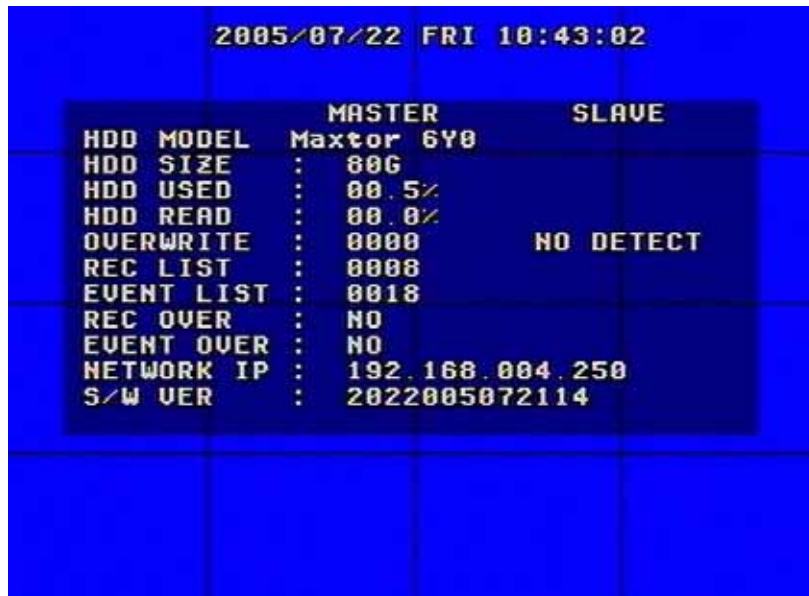 2005/07/22 FRI 10:43:02
MASTER SLAVE
HDD MODEL Maxtor 6Y0
HDD SIZE : 80G
HDD USED : 00.5%
HDD READ : 00.0%
OVERWRITE : 0000 NO DETECT
REC LIST : 0008
EVENT LIST : 0018
REC OVER : NO
EVENT OVER : NO
NETWORK IP : 192.168.004.250
S/W VER : 2022005072114